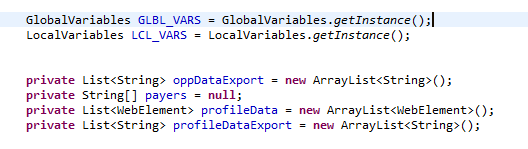 GlobalVariables GLBL_VARS = GlobalVariables.getInstance();
LocalVariables LCL_VARS = LocalVariables.getInstance();
private List<String> oppDataExport = new ArrayList<String>();
private String[] payers = null;
private List<WebElement> profileData = new ArrayList<WebElement>();
private List<String> profileDataExport = new ArrayList<String>();